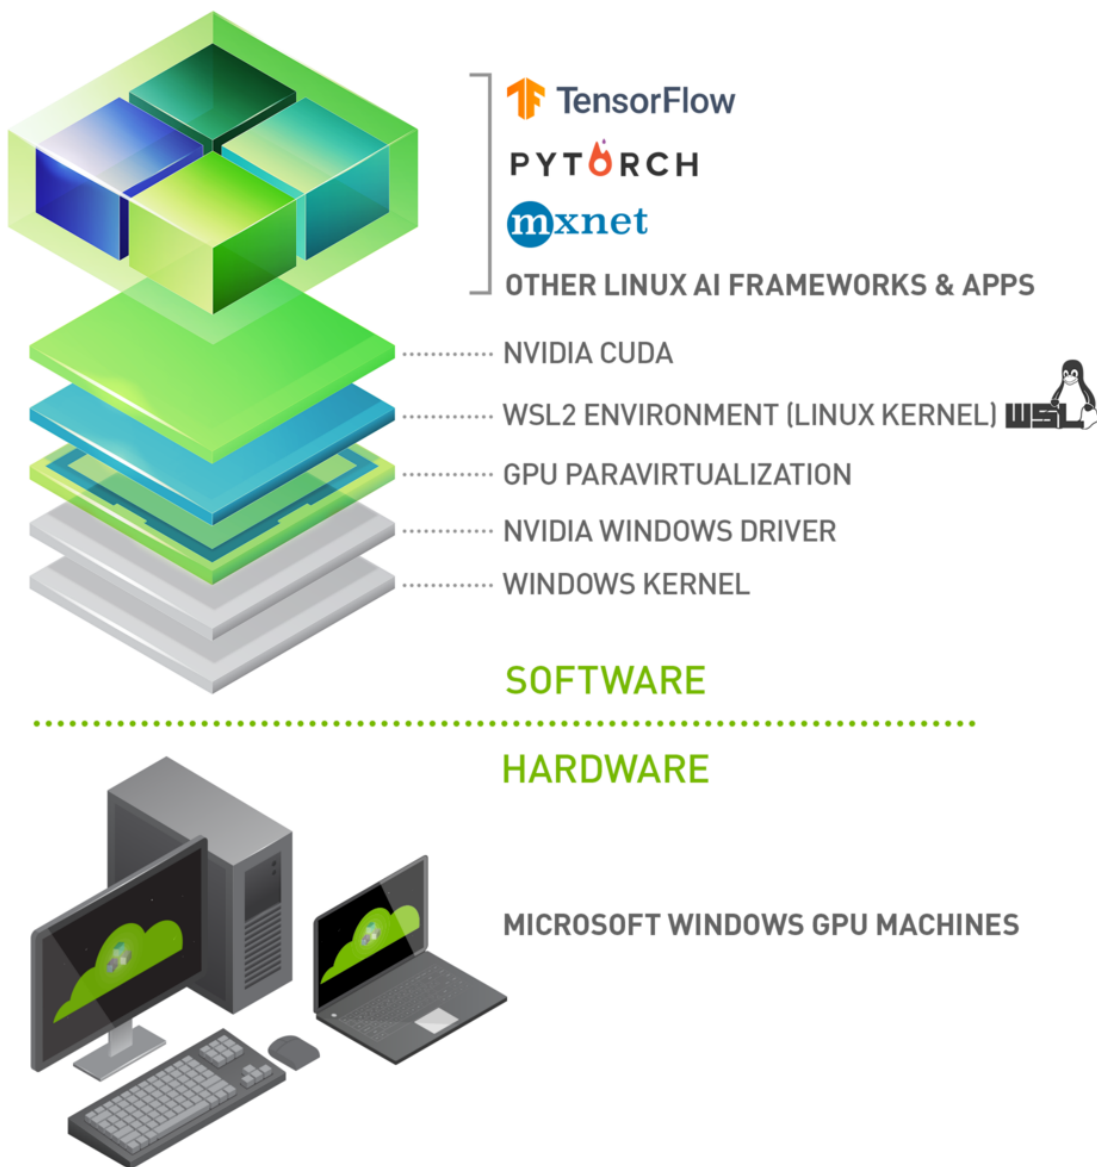 TensorFlow
PYTORCH
mxnet
OTHER LINUX AI FRAMEWORKS & APPS
NVIDIA CUDA
WSL2 ENVIRONMENT (LINUX KERNEL) WSL
GPU PARAVIRTUALIZATION
NVIDIA WINDOWS DRIVER
WINDOWS KERNEL
SOFTWARE
HARDWARE
MICROSOFT WINDOWS GPU MACHINES